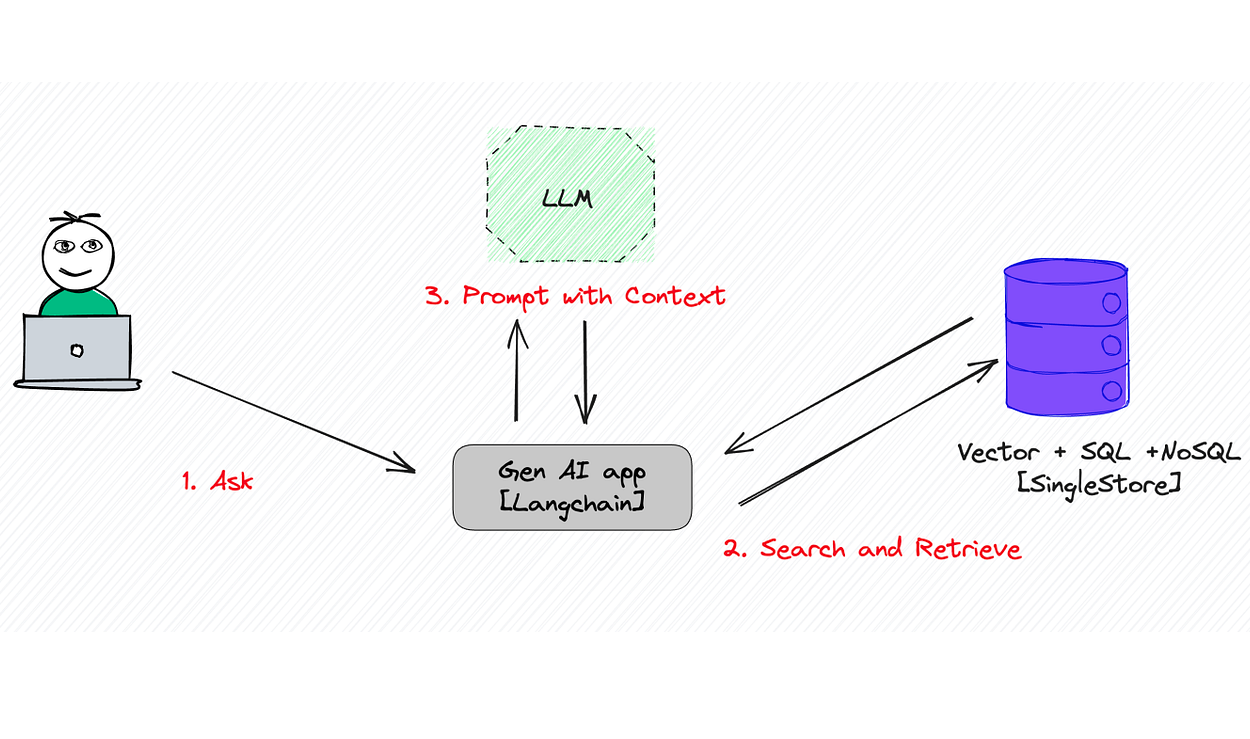 LLM
3. Prompt with Context
Gen AI app
[Langchain]
1. Ask
Vector + SQL +NoSQL
[SingleStore]
2. Search and Retrieve